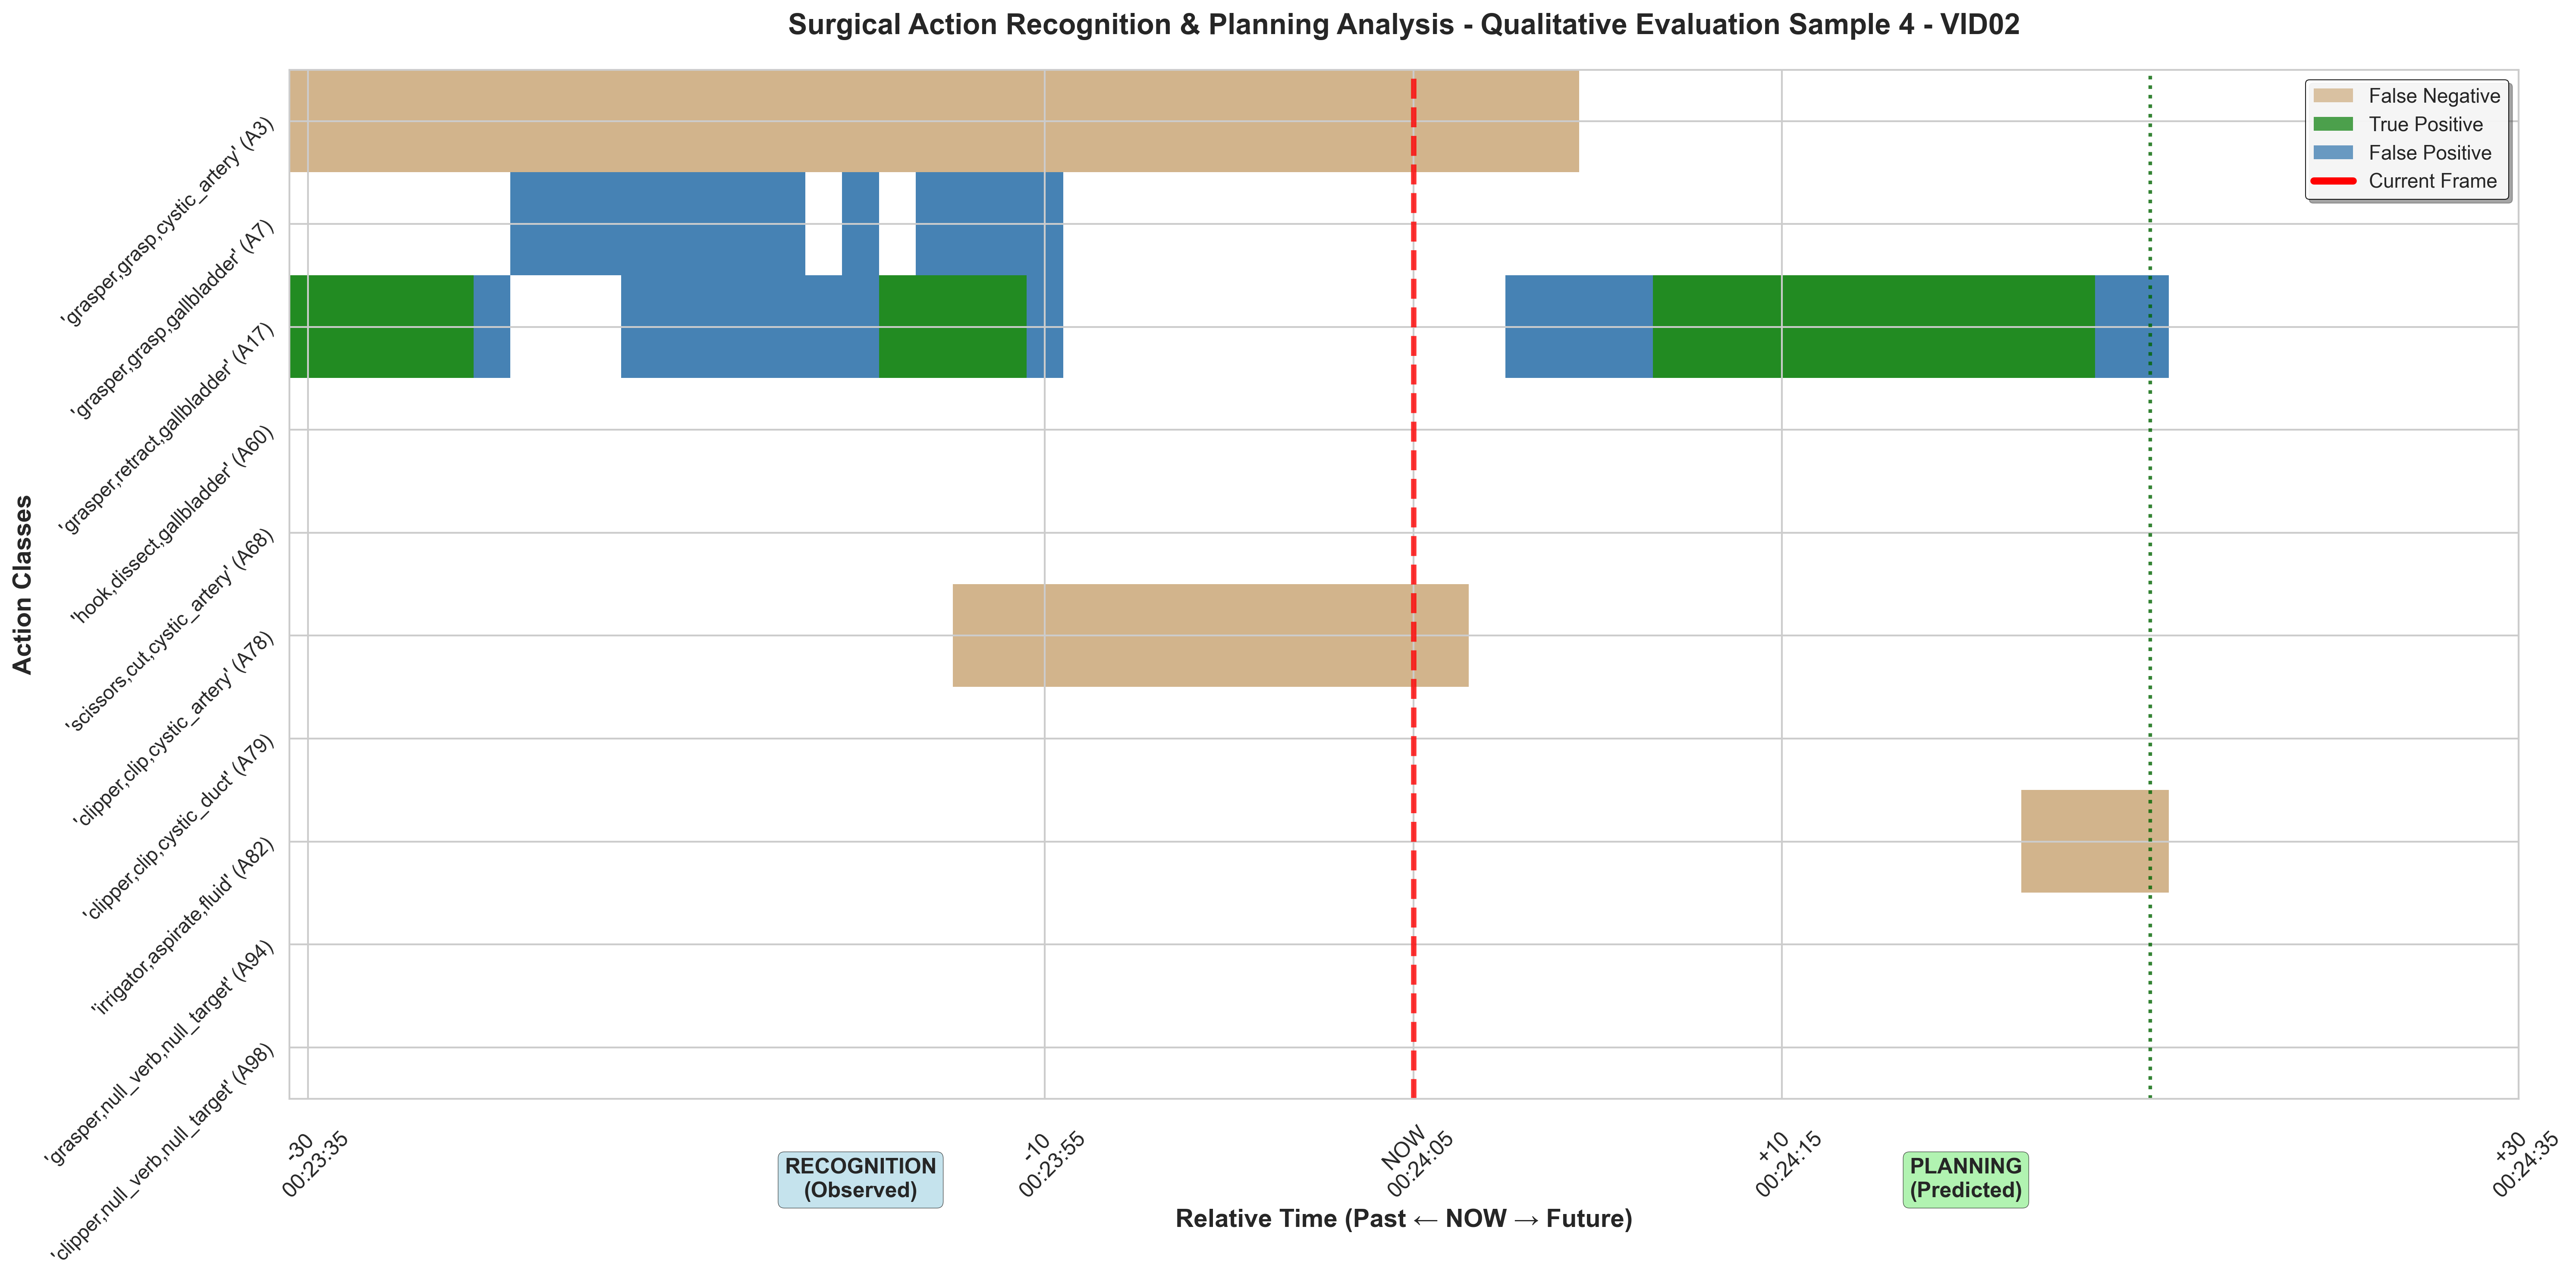 Surgical Action Recognition & Planning Analysis - Qualitative Evaluation Sample 4 - VID02
False Negative
True Positive
False Positive
Current Frame
Action Classes
'grasper,grasp,cystic_artery' (A3)
'grasper,grasp,gallbladder' (A7)
'grasper,retract,gallbladder' (A17)
'hook,dissect,gallbladder' (A60)
'scissors,cut,cystic_artery' (A68)
'clipper,clip,cystic_artery' (A78)
'clipper,clip,cystic_duct' (A79)
'irrigator,aspirate,fluid' (A82)
'grasper,null_verb,null_target' (A94)
'clipper,null_verb,null_target' (A98)
-30
00:23:35
-10
00:23:55
NOW
00:24:05
+10
00:24:15
+30
00:24:35
RECOGNITION
(Observed)
PLANNING
(Predicted)
Relative Time (Past ← NOW → Future)